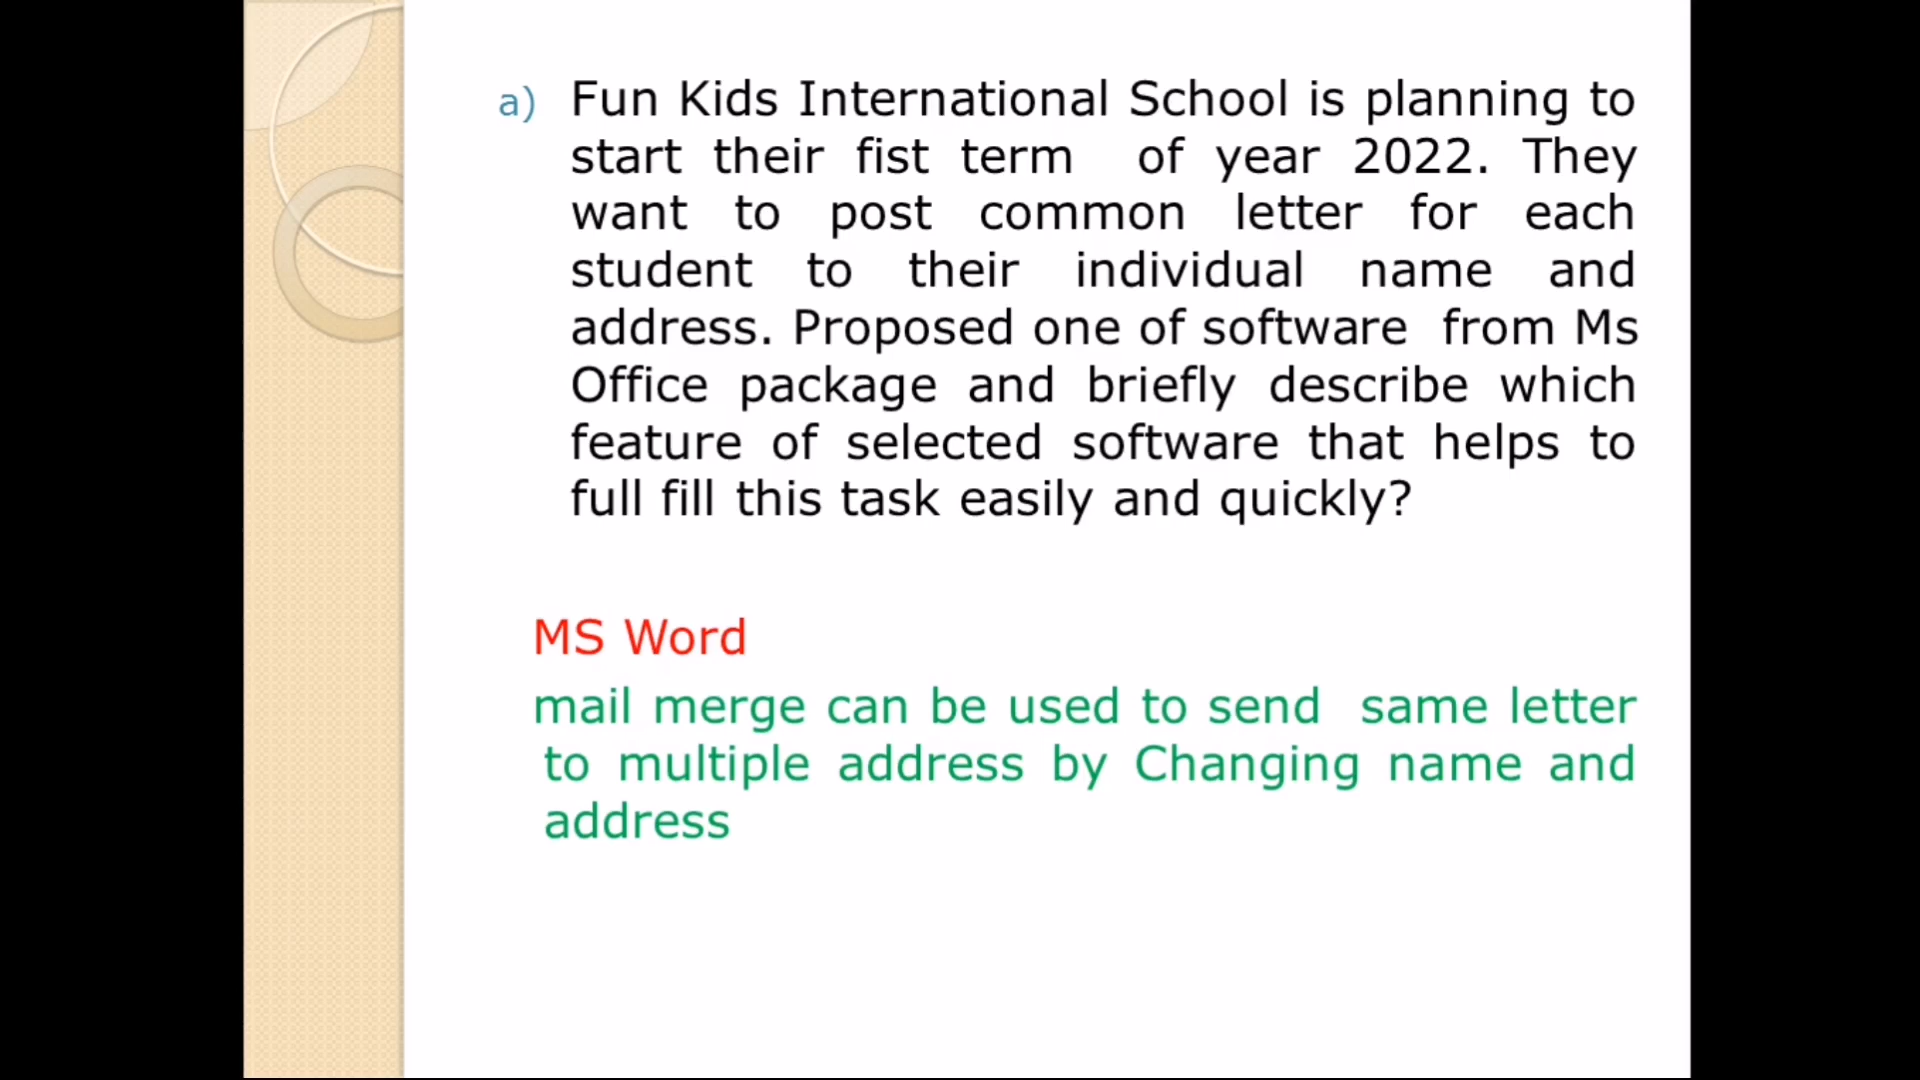 a) Fun Kids International School is planning to
start their fist term of year 2022. They
want to post common letter for each
student to their individual name and
address. Proposed one of software from Ms
Office package and briefly describe which
feature of selected software that helps to
full fill this task easily and quickly?
MS Word
mail merge can be used to send same letter
to multiple address by Changing name and
address